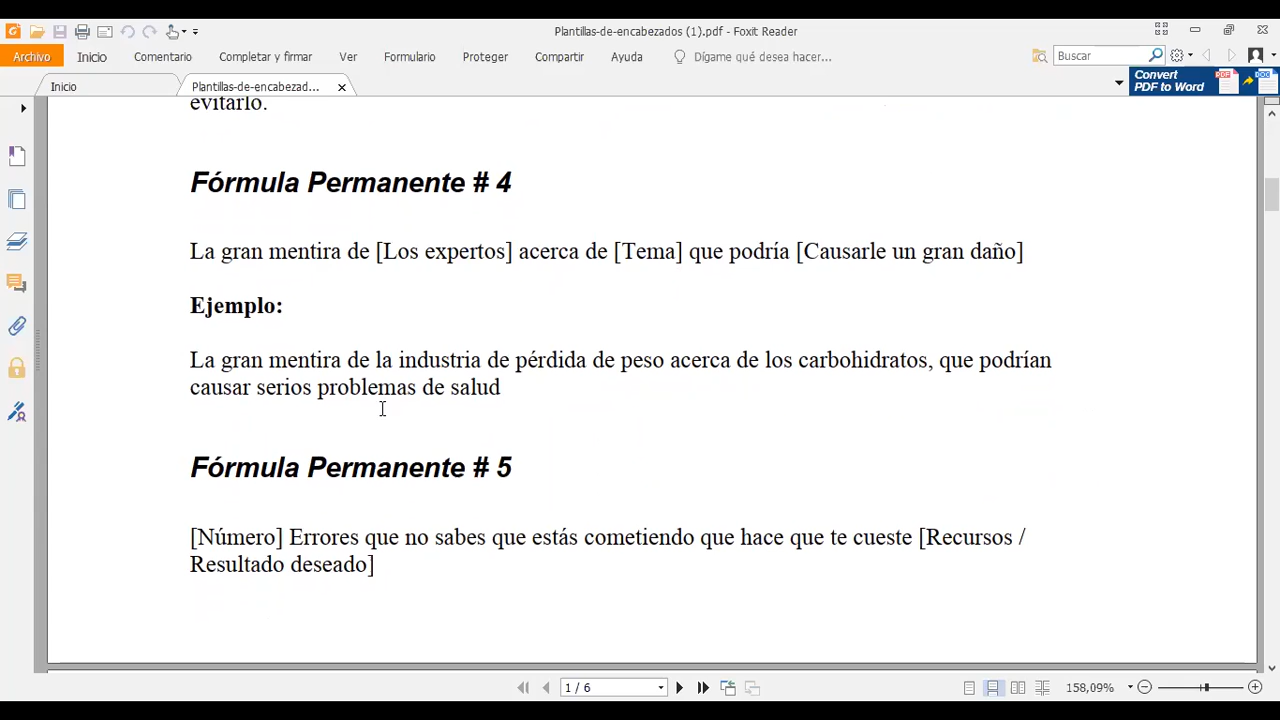 Plantillas-de-encabezados (1).pdf - Foxit Reader
Archivo Inicio Comentario Completar y firmar Ver Formulario Proteger Compartir Ayuda Dígame qué desea hacer... Buscar
Inicio Plantillas-de-encabezad... Convert PDF to Word
evitarlo.
Fórmula Permanente # 4
La gran mentira de [Los expertos] acerca de [Tema] que podría [Causarle un gran daño]
Ejemplo:
La gran mentira de la industria de pérdida de peso acerca de los carbohidratos, que podrían
causar serios problemas de salud
Fórmula Permanente # 5
[Número] Errores que no sabes que estás cometiendo que hace que te cueste [Recursos /
Resultado deseado]
1 / 6 158,09%